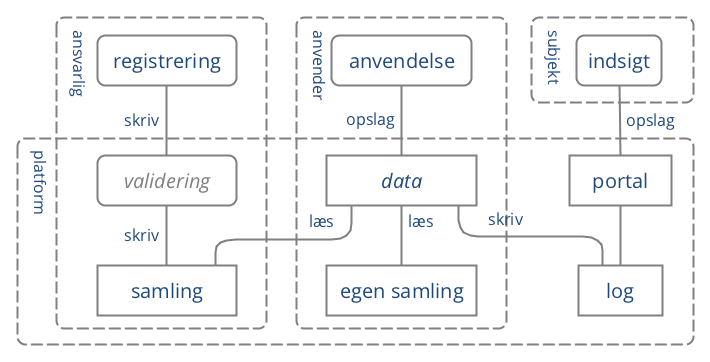 ansvarlig
registrering
anvender
anvendelse
subjekt
indsigt
skriv
opslag
opslag
platform
validering
data
portal
skriv
læs
læs
skriv
samling
egen samling
log